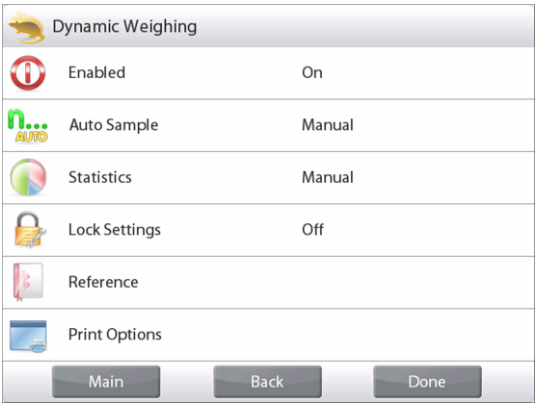 Dynamic Weighing
Enabled On
n...
AUTO
Auto Sample Manual
Statistics Manual
Lock Settings Off
Reference
Print Options
Main Back Done